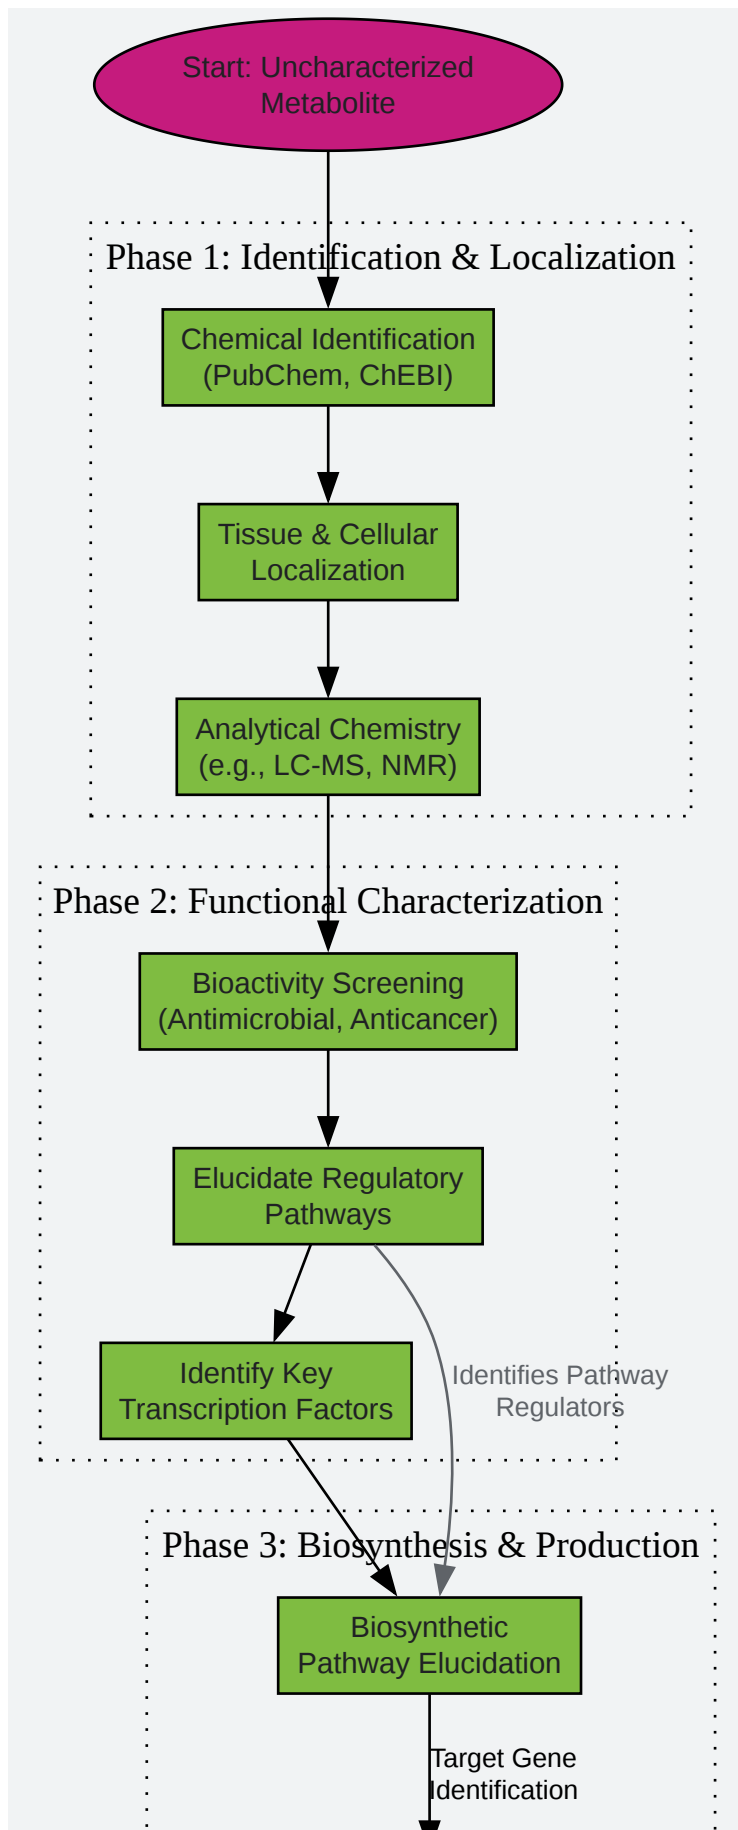 Start: Uncharacterized
Metabolite
Phase 1: Identification & Localization
Chemical Identification
(PubChem, ChEBI)
Tissue & Cellular
Localization
Analytical Chemistry
(e.g., LC-MS, NMR)
Phase 2: Functional Characterization
Bioactivity Screening
(Antimicrobial, Anticancer)
Elucidate Regulatory
Pathways
Identify Key
Transcription Factors
Identifies Pathway
Regulators
Phase 3: Biosynthesis & Production
Biosynthetic
Pathway Elucidation
Target Gene
Identification